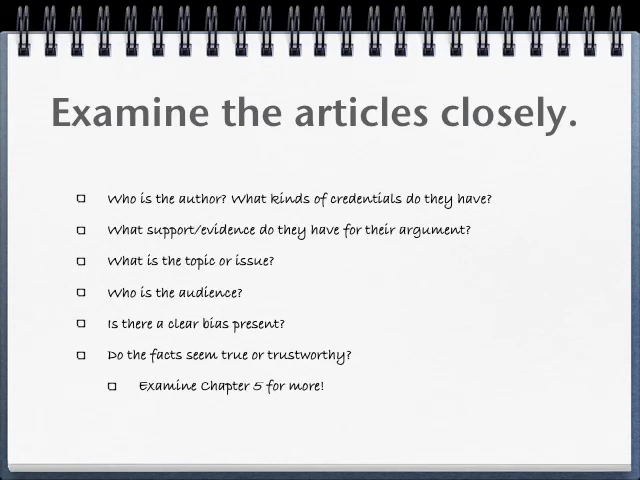 Examine the articles closely.
Who is the author? What kinds of credentials do they have?
What support/evidence do they have for their argument?
What is the topic or issue?
Who is the audience?
Is there a clear bias present?
Do the facts seem true or trustworthy?
Examine Chapter 5 for more!